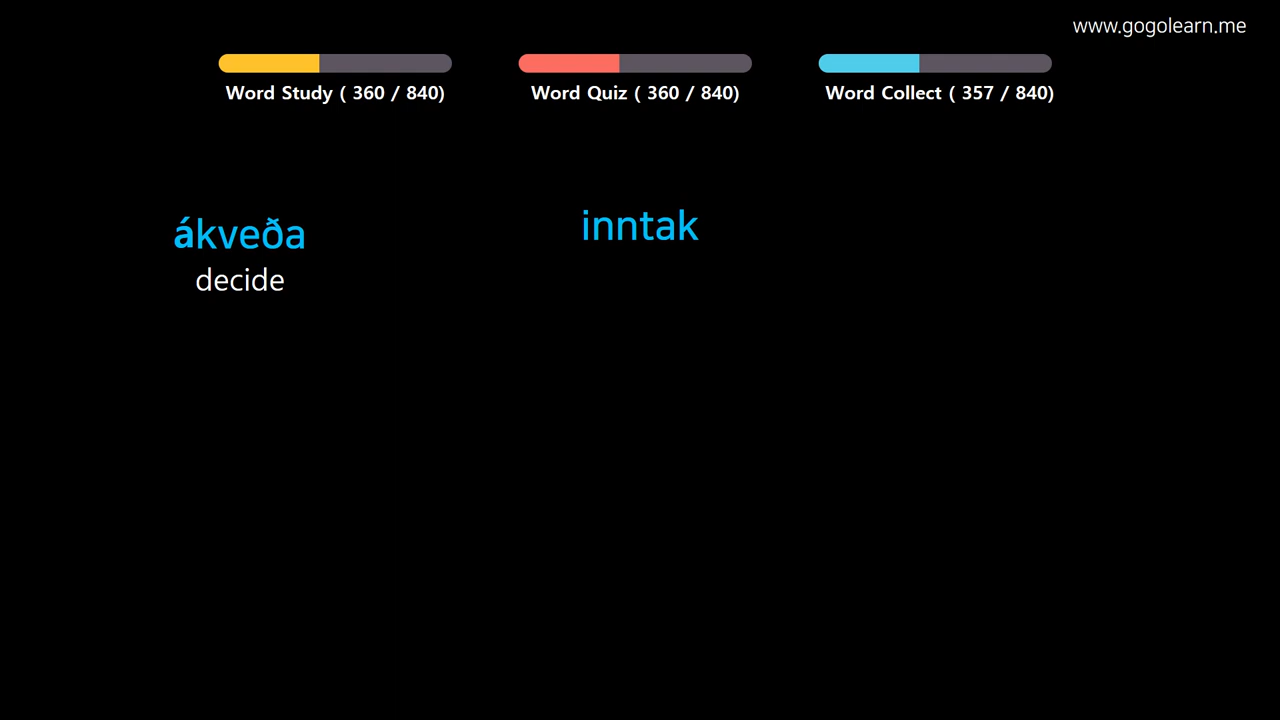 www.gogolearn.me
Word Study ( 360 / 840)
Word Quiz ( 360 / 840)
Word Collect ( 357 / 840)
ákveða
decide
inntak